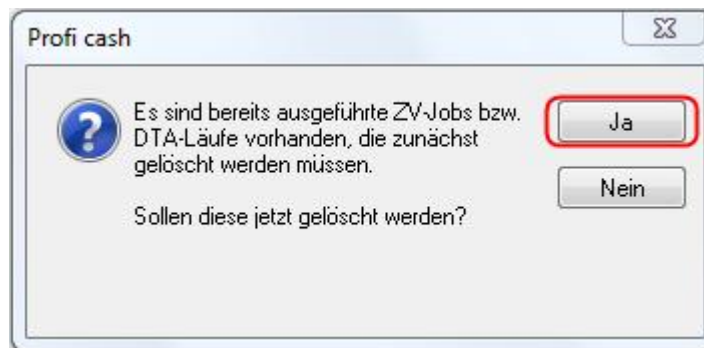 Profi cash
Es sind bereits ausgeführte ZV-Jobs bzw.
DTA-Läufe vorhanden, die zunächst
gelöscht werden müssen.
Sollen diese jetzt gelöscht werden?
Ja
Nein